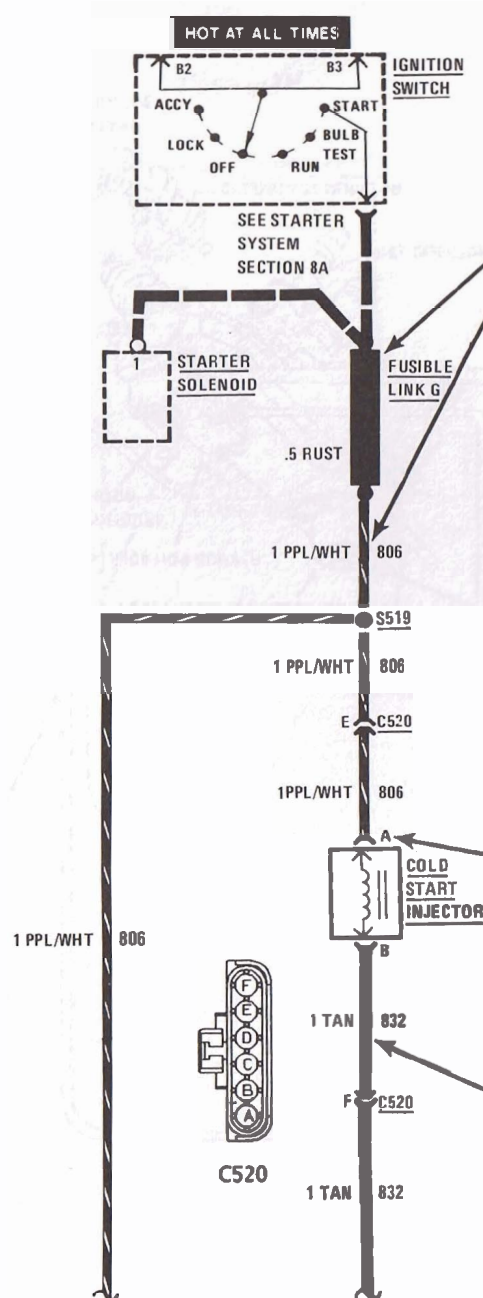 HOT AT ALL TIMES
B2
B3
IGNITION
SWITCH
ACCY
START
LOCK
BULB
TEST
OFF
RUN
SEE STARTER
SYSTEM
SECTION 8A
1
STARTER
SOLENOID
FUSIBLE
LINK G
.5 RUST
1 PPL/WHT
806
S519
1 PPL/WHT
806
E
C520
1PPL/WHT
806
A
COLD
START
INJECTOR
B
1 PPL/WHT
806
F
E
D
C
B
A
C520
1 TAN
832
F
C520
1 TAN
832